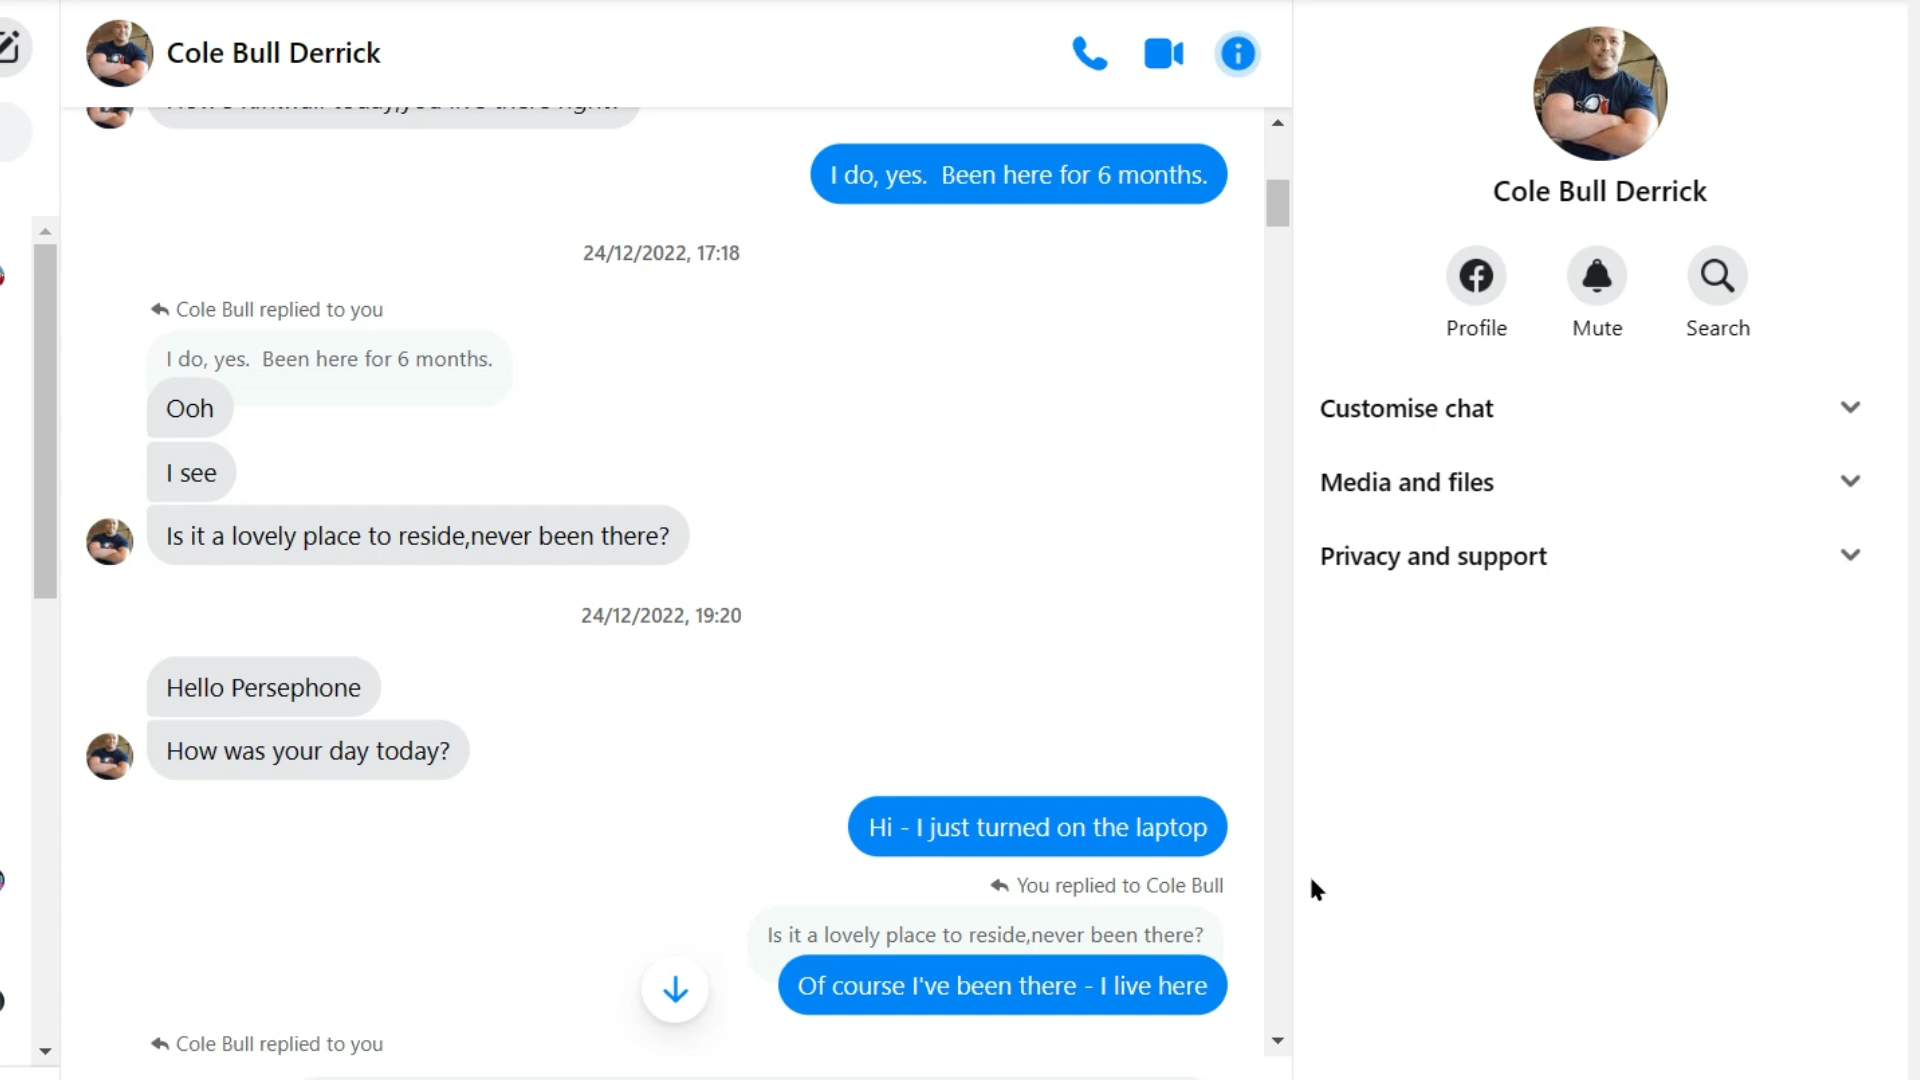 Cole Bull Derrick
I do, yes.  Been here for 6 months.
24/12/2022, 17:18
Cole Bull replied to you
I do, yes.  Been here for 6 months.
Ooh
I see
Is it a lovely place to reside,never been there?
24/12/2022, 19:20
Hello Persephone
How was your day today?
Hi - I just turned on the laptop
You replied to Cole Bull
Is it a lovely place to reside,never been there?
Of course I've been there - I live here
Cole Bull replied to you
Cole Bull Derrick
Profile
Mute
Search
Customise chat
Media and files
Privacy and support